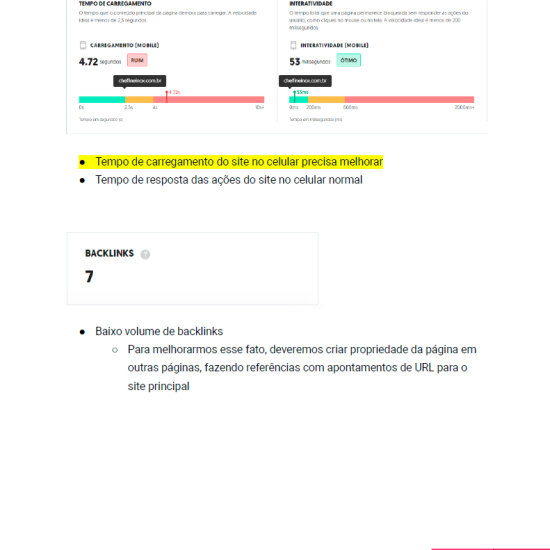 TEMPO DE CARREGAMENTO
O tempo que o conteúdo principal da página demora para carregar. A velocidade
ideal é menor de 2,5 segundos
CARREGAMENTO (MOBILE)
4.72 segundos RUIM
chefineinox.com.br
4.72s
0s 2.5s 4s 15s+
Tempo em segundos (s)
INTERATIVIDADE
O tempo total que uma página permanece bloqueada sem responder às ações do
usuário, como cliques no mouse ou na tela. A velocidade ideal é menos de 200
milissegundos
INTERATIVIDADE (MOBILE)
53 milissegundos ÓTIMO
chefineinox.com.br
53ms
0ms 200ms 500ms 2000ms+
Tempo em milissegundos (ms)
● Tempo de carregamento do site no celular precisa melhorar
● Tempo de resposta das ações do site no celular normal
BACKLINKS ?
7
● Baixo volume de backlinks
○ Para melhorarmos esse fato, deveremos criar propriedade da página em
outras páginas, fazendo referências com apontamentos de URL para o
site principal